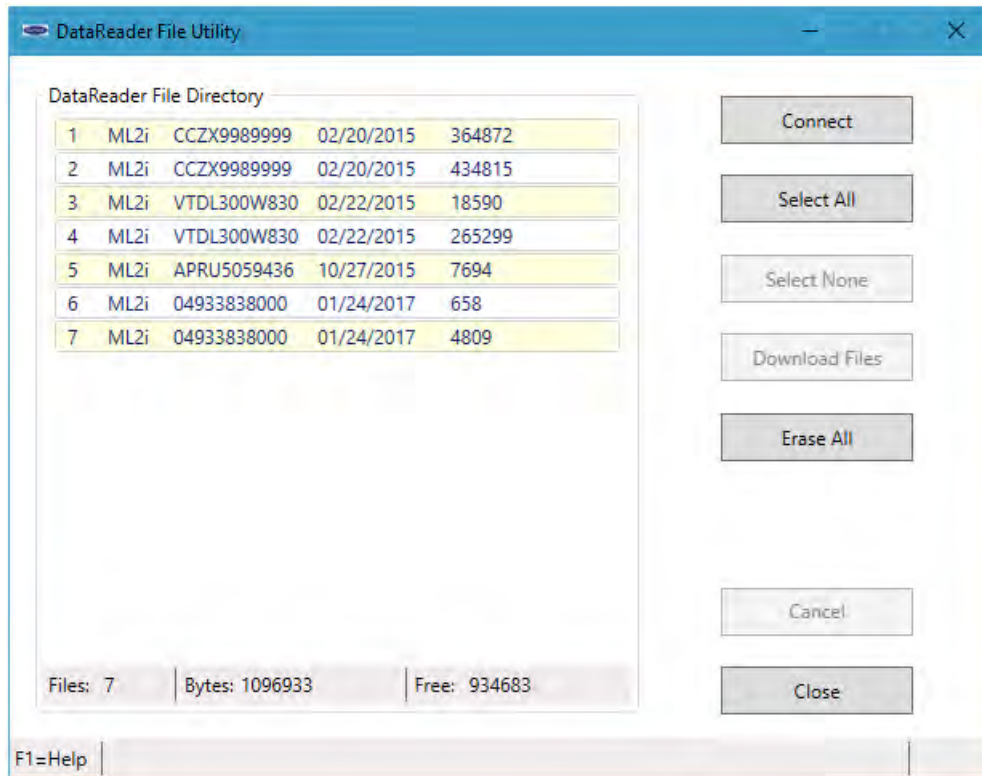 DataReader File Utility
DataReader File Directory
1 ML2i CCZX9989999 02/20/2015 364872
2 ML2i CCZX9989999 02/20/2015 434815
3 ML2i VTDL300W830 02/22/2015 18590
4 ML2i VTDL300W830 02/22/2015 265299
5 ML2i APRU5059436 10/27/2015 7694
6 ML2i 04933838000 01/24/2017 658
7 ML2i 04933838000 01/24/2017 4809
Files: 7 Bytes: 1096933 Free: 934683
Connect
Select All
Select None
Download Files
Erase All
Cancel
Close
F1=Help